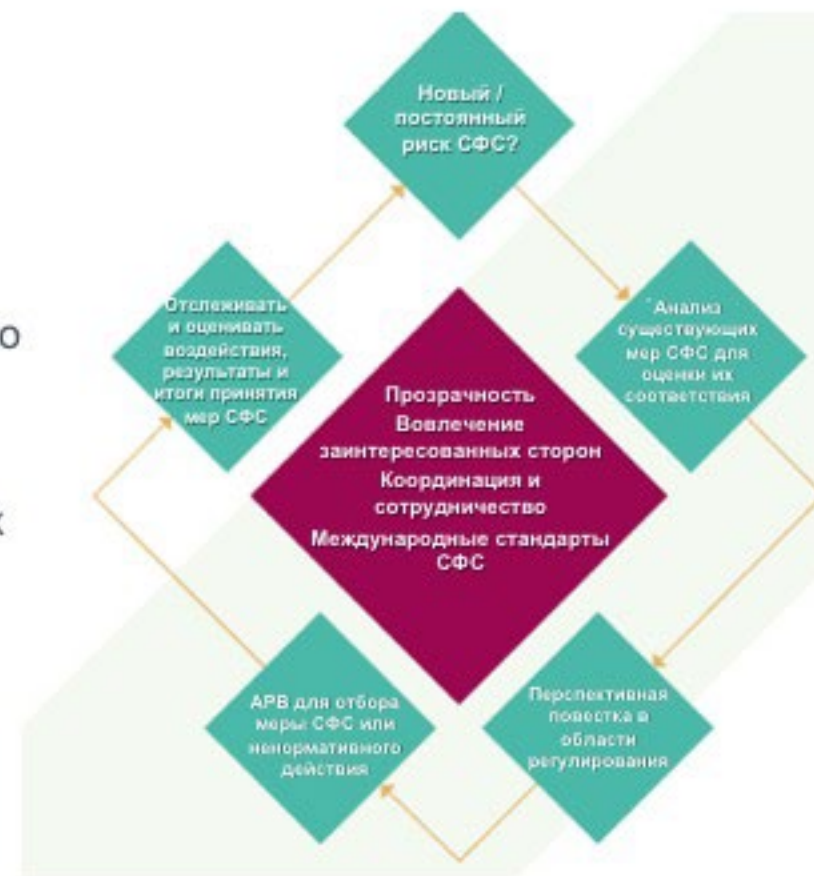 Новый /
постоянный
риск СФС?
Отслеживать
и оценивать
воздействия,
результаты и
итоги принятия
мер СФС
о
Анализ
существующих
мер СФС для
оценки их
соответствия
Прозрачность
Вовлечение
заинтересованных сторон
Координация и
сотрудничество
Международные стандарты
СФС
х
АРВ для отбора
меры СФС или
ненормативного
действия
Перспективная
повестка в
области
регулирования